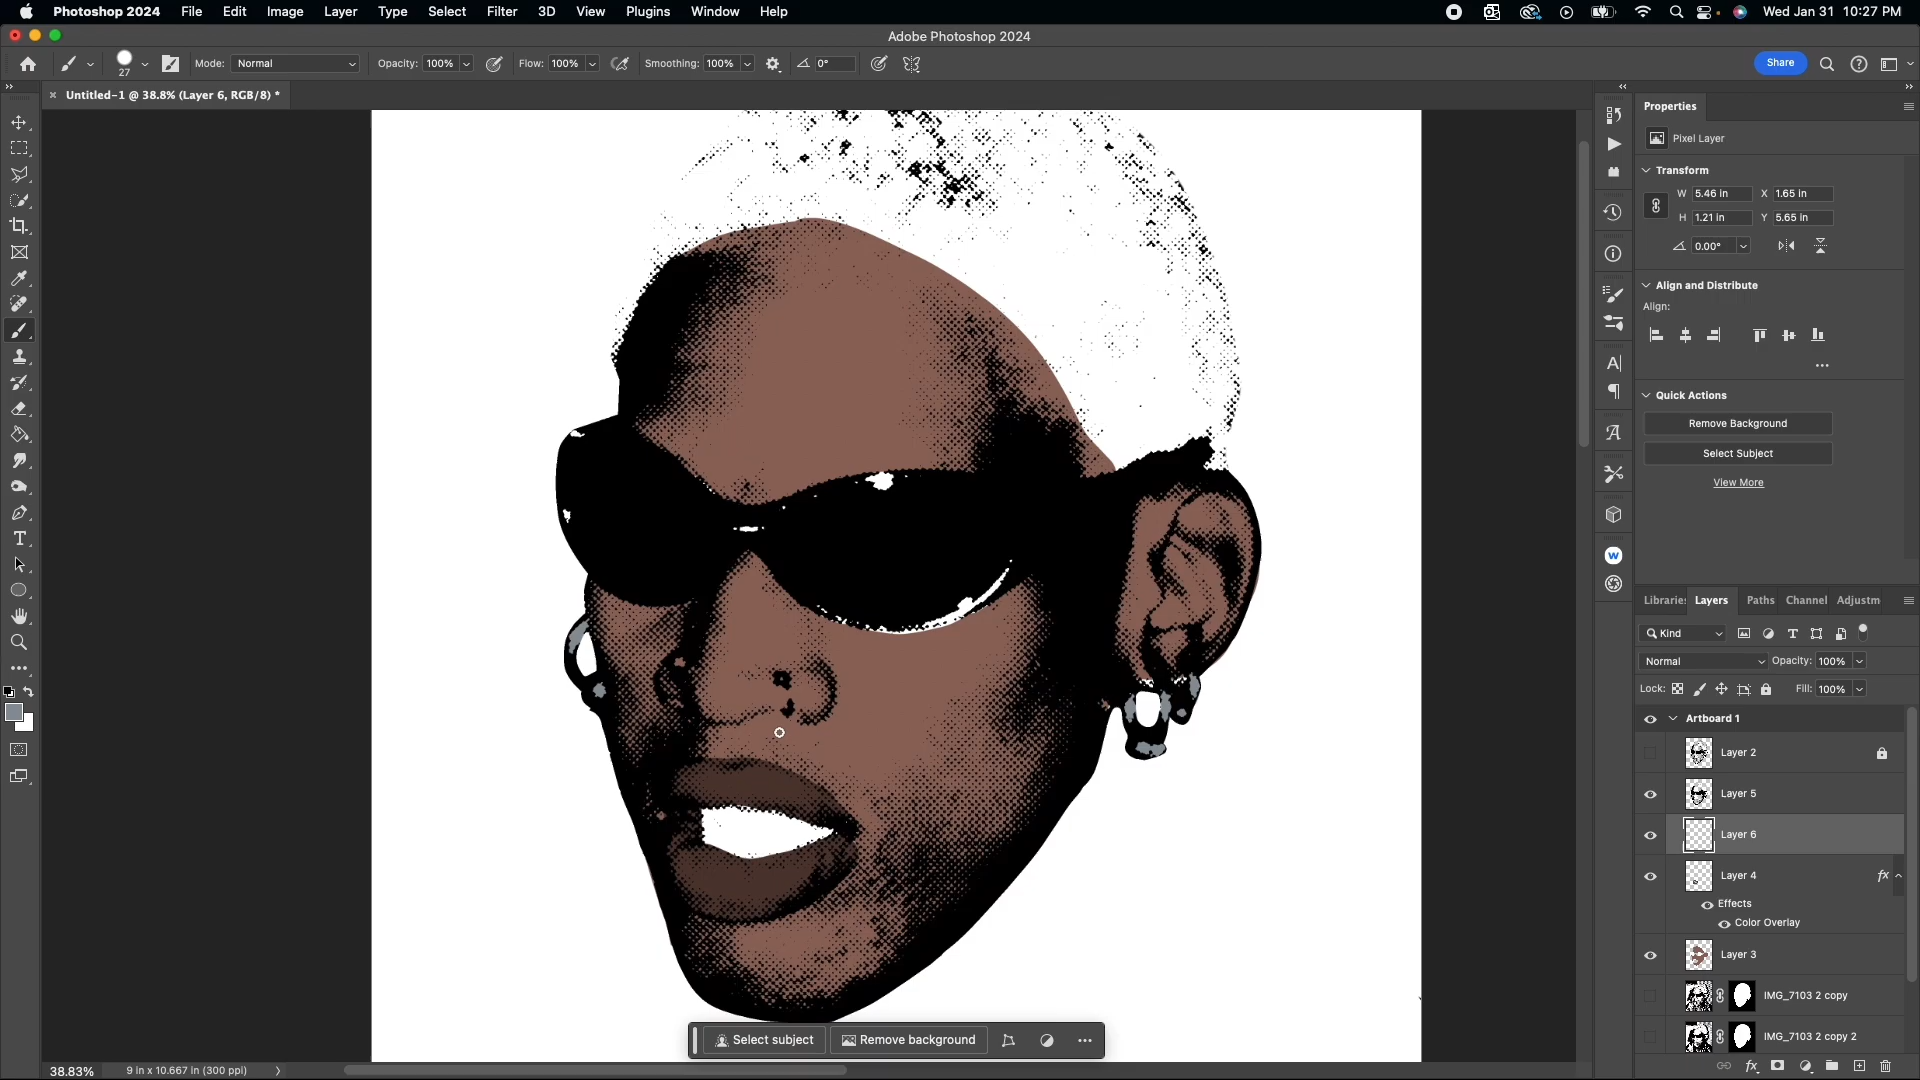 Photoshop 2024 File Edit Image Layer Type Select Filter 3D View Plugins Window Help Wed Jan 31 10:27 PM
Adobe Photoshop 2024
27 Mode: Normal Opacity: 100% Flow: 100% Smoothing: 100% 0° Share
Untitled-1 @ 38.8% (Layer 6, RGB/8) *
Properties
Pixel Layer
Transform
W 5.46 in X 1.65 in
H 1.21 in Y 5.65 in
0.00°
Align and Distribute
Align:
Quick Actions
Remove Background
Select Subject
View More
Libraries Layers Paths Channel Adjustm
Kind
Normal Opacity: 100%
Lock: Fill: 100%
Artboard 1
Layer 2
Layer 5
Layer 6
Layer 4 fx
Effects
Color Overlay
Layer 3
IMG_7103 2 copy
IMG_7103 2 copy 2
Select subject Remove background
38.83% 9 in x 10.667 in (300 ppi)